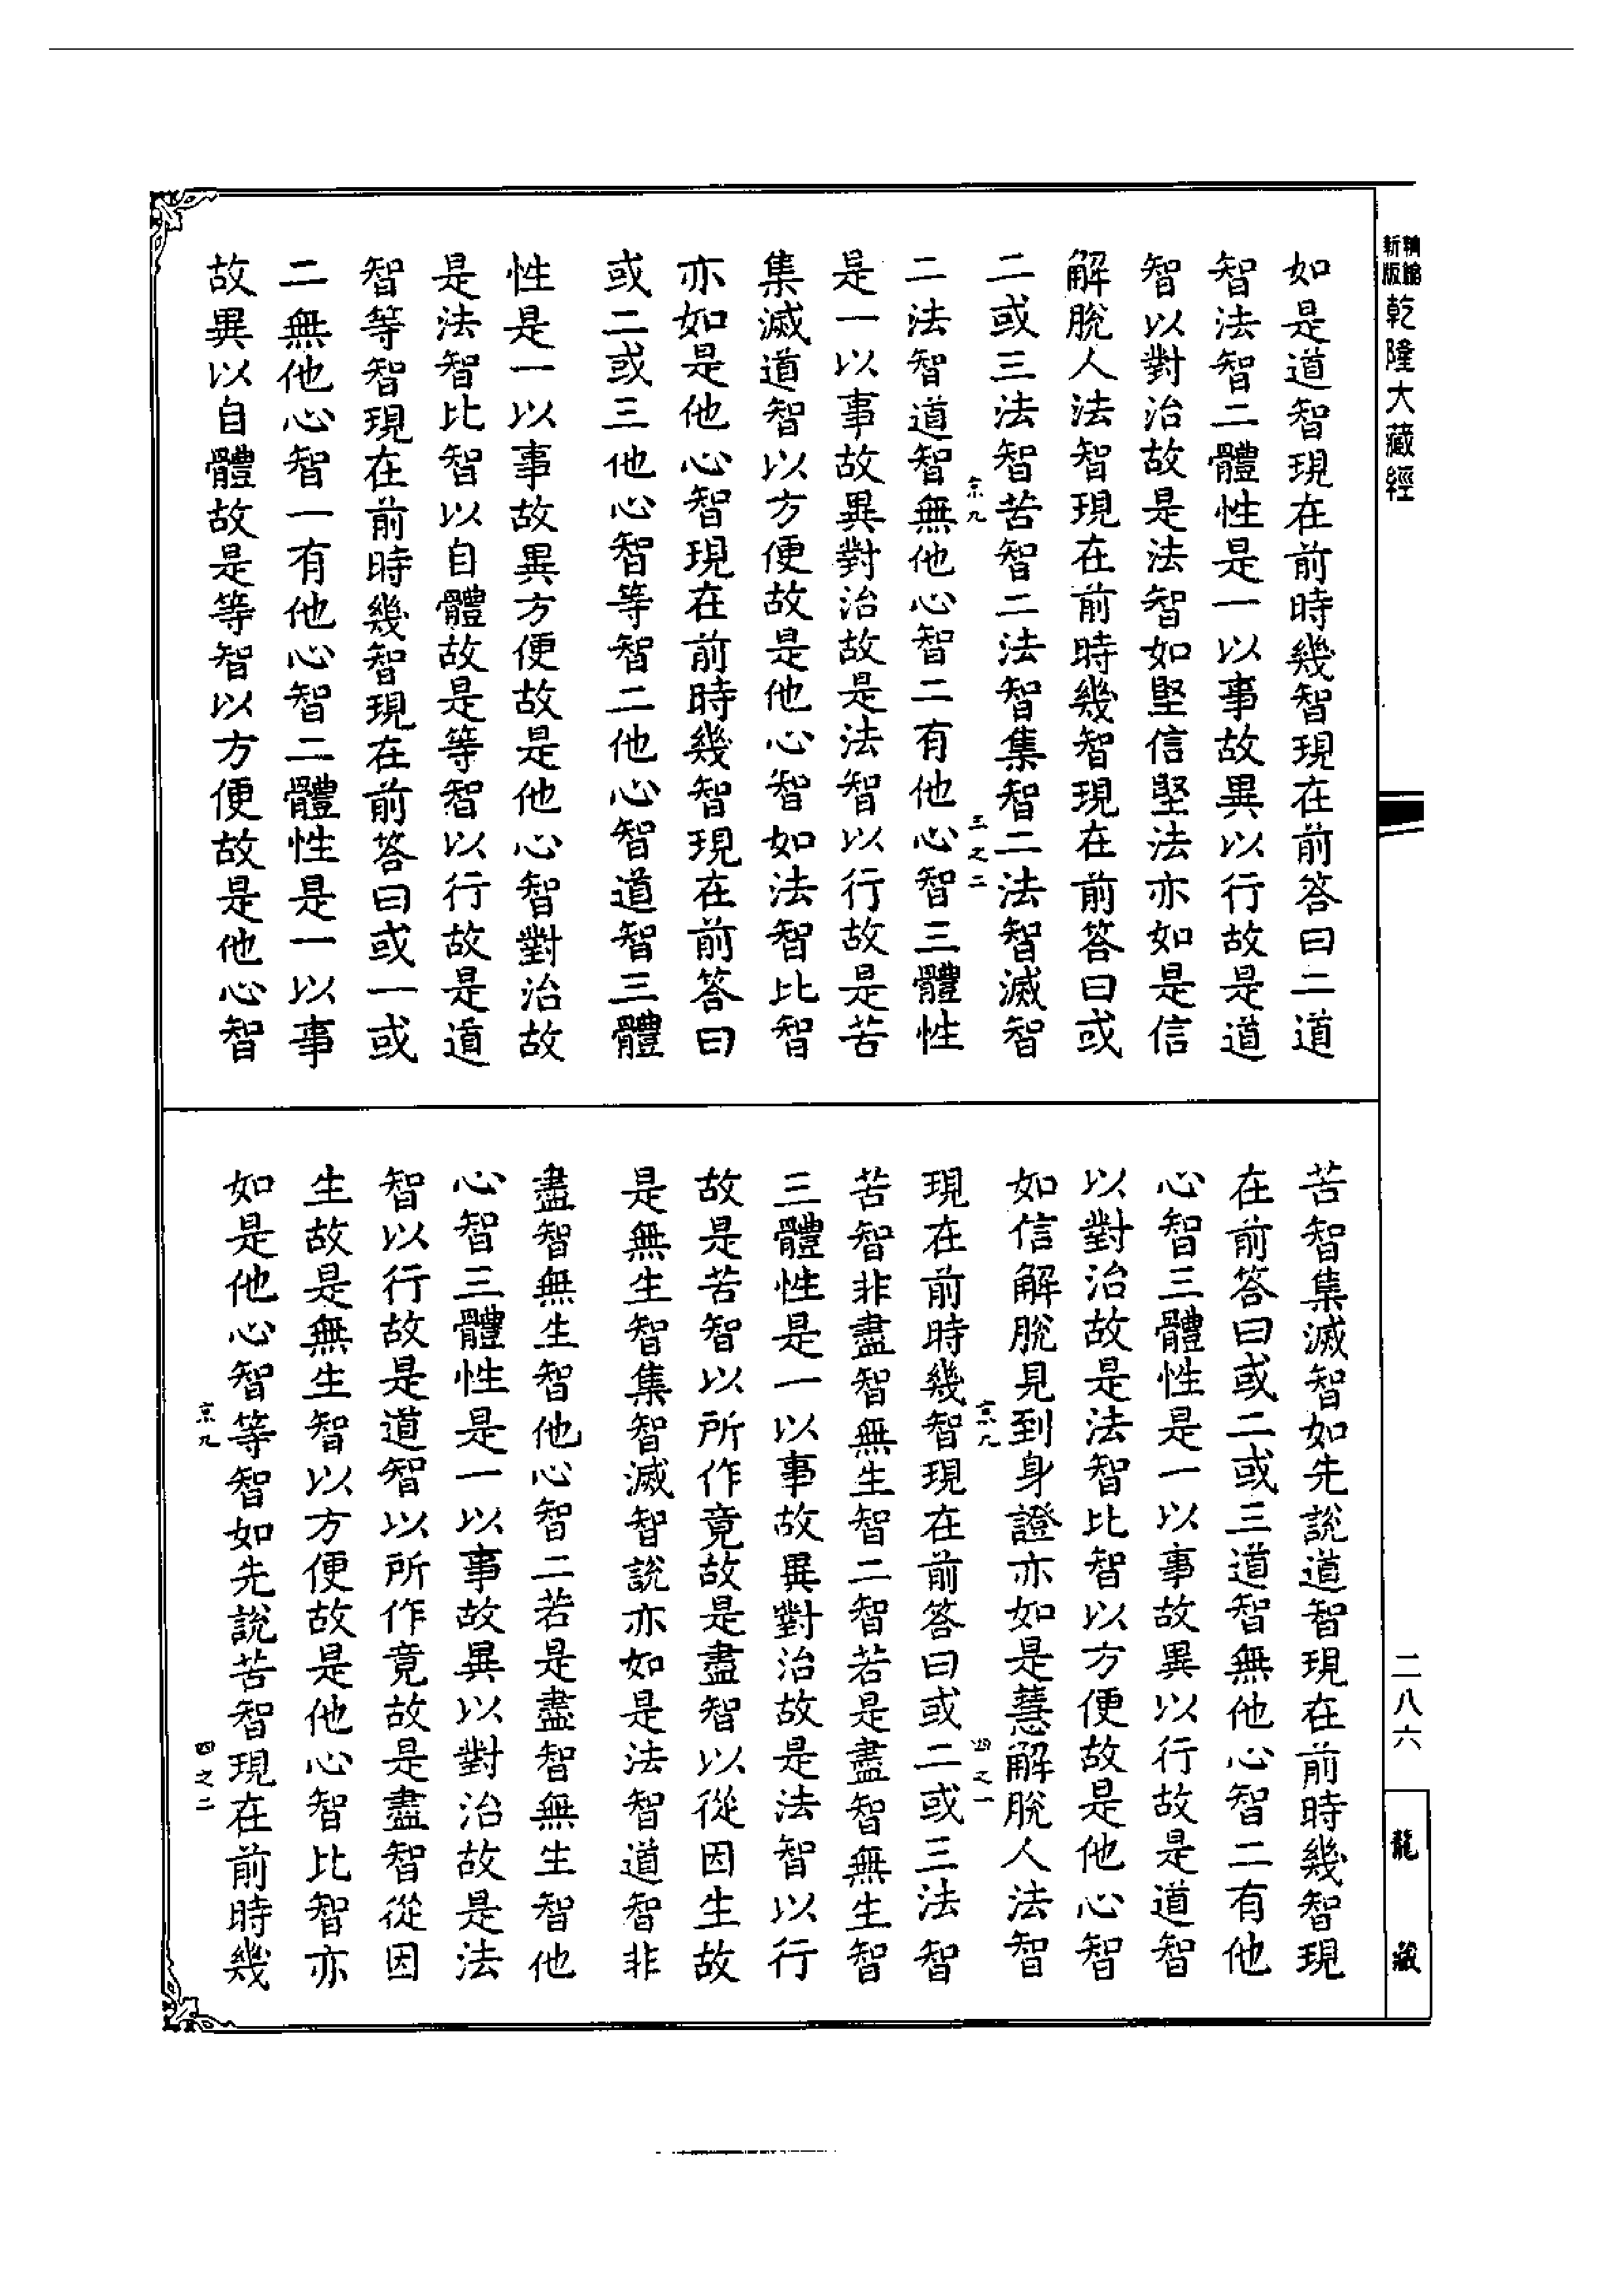 新版 精縮 乾隆大藏經
如是道智現在前時幾智現在前答曰二道
智法智二體性是一以事故異以行故是道
智以對治故是法智如堅信堅法亦如是信
解脫人法智現在前時幾智現在前答曰或
二或三法智苦智二法智集智二法智滅智
京九 三之二
二法智道智無他心智二有他心智三體性
是一以事故異對治故是法智以行故是苦
集滅道智以方便故是他心智如法智比智
亦如是他心智現在前時幾智現在前答曰
或二或三他心智等智二他心智道智三體
性是一以事故異方便故是他心智對治故
是法智比智以自體故是等智以行故是道
智等智現在前時幾智現在前答曰或一或
二無他心智一有他心智二體性是一以事
故異以自體故是等智以方便故是他心智
苦智集滅智如先說道智現在前時幾智現
在前答曰或二或三道智無他心智二有他
心智三體性是一以事故異以行故是道智
以對治故是法智比智以方便故是他心智
如信解脫見到身證亦如是慧解脫人法智
京九 四之一
現在前時幾智現在前答曰或二或三法智
苦智非盡智無生智二智若是盡智無生智
三體性是一以事故異對治故是法智以行
故是苦智以所作竟故是盡智以從因生故
是無生智集智滅智說亦如是法智道智非
盡智無生智他心智二若是盡智無生智他
心智三體性是一以事故異以對治故是法
智以行故是道智以所作竟故是盡智從因
生故是無生智以方便故是他心智比智亦
如是他心智等智如先說苦智現在前時幾
京九 四之二
二八六
龍藏